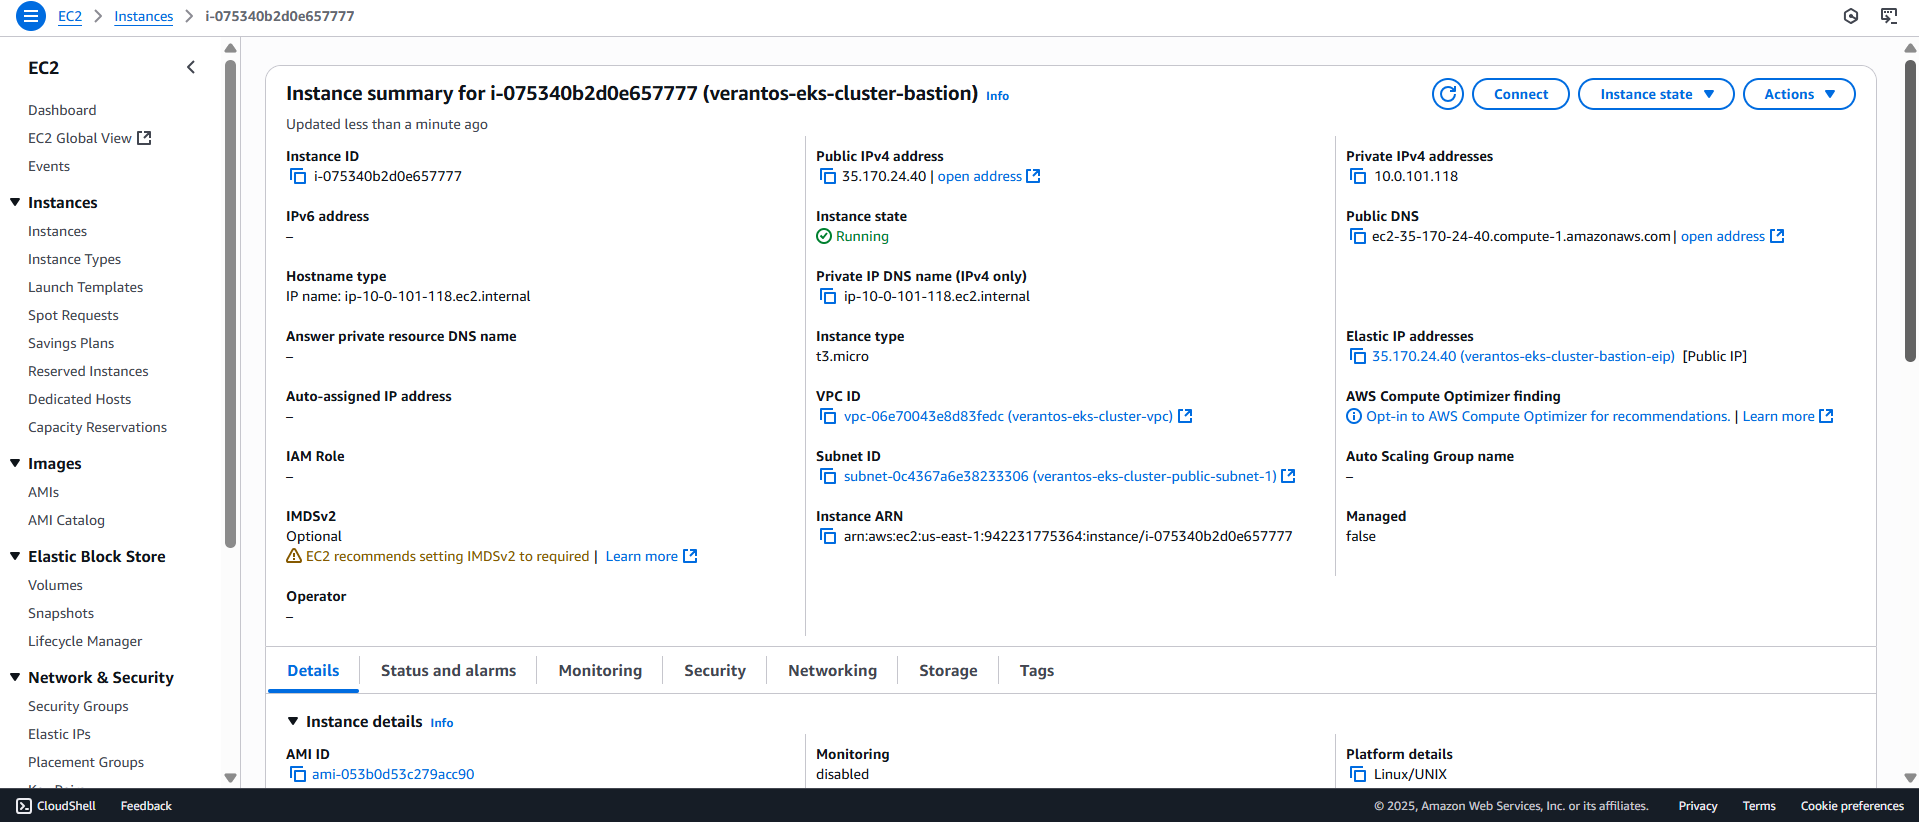 EC2 > Instances > i-075340b2d0e657777
EC2
Dashboard
EC2 Global View
Events
Instances
Instances
Instance Types
Launch Templates
Spot Requests
Savings Plans
Reserved Instances
Dedicated Hosts
Capacity Reservations
Images
AMIs
AMI Catalog
Elastic Block Store
Volumes
Snapshots
Lifecycle Manager
Network & Security
Security Groups
Elastic IPs
Placement Groups
Instance summary for i-075340b2d0e657777 (verantos-eks-cluster-bastion) Info
Connect
Instance state
Actions
Updated less than a minute ago
Instance ID
i-075340b2d0e657777
IPv6 address
–
Hostname type
IP name: ip-10-0-101-118.ec2.internal
Answer private resource DNS name
–
Auto-assigned IP address
–
IAM Role
–
IMDSv2
Optional
EC2 recommends setting IMDSv2 to required | Learn more
Operator
–
Public IPv4 address
35.170.24.40 | open address
Instance state
Running
Private IP DNS name (IPv4 only)
ip-10-0-101-118.ec2.internal
Instance type
t3.micro
VPC ID
vpc-06e70043e8d83fedc (verantos-eks-cluster-vpc)
Subnet ID
subnet-0c4367a6e38233306 (verantos-eks-cluster-public-subnet-1)
Instance ARN
arn:aws:ec2:us-east-1:942231775364:instance/i-075340b2d0e657777
Private IPv4 addresses
10.0.101.118
Public DNS
ec2-35-170-24-40.compute-1.amazonaws.com | open address
Elastic IP addresses
35.170.24.40 (verantos-eks-cluster-bastion-eip) [Public IP]
AWS Compute Optimizer finding
Opt-in to AWS Compute Optimizer for recommendations. | Learn more
Auto Scaling Group name
–
Managed
false
Details
Status and alarms
Monitoring
Security
Networking
Storage
Tags
Instance details Info
AMI ID
ami-053b0d53c279acc90
Monitoring
disabled
Platform details
Linux/UNIX
CloudShell
Feedback
© 2025, Amazon Web Services, Inc. or its affiliates.
Privacy
Terms
Cookie preferences